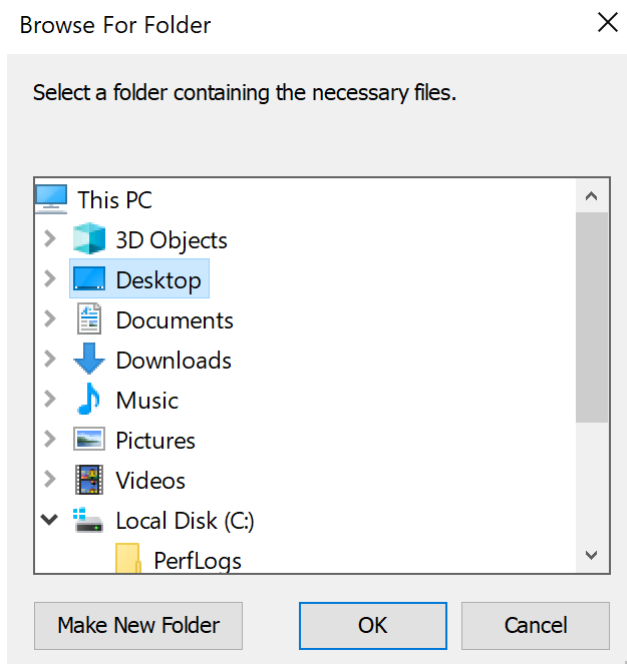 Browse For Folder
Select a folder containing the necessary files.
This PC
3D Objects
Desktop
Documents
Downloads
Music
Pictures
Videos
Local Disk (C:)
PerfLogs
Make New Folder
OK
Cancel